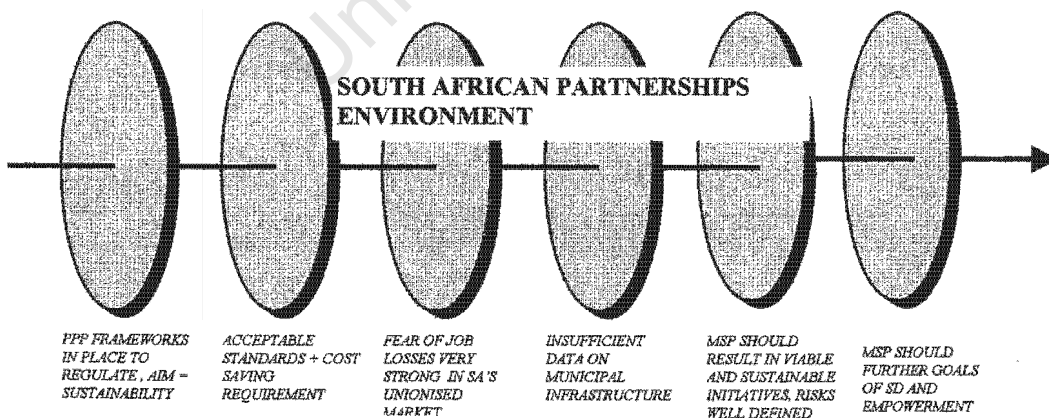 SOUTH AFRICAN PARTNERSHIPS
ENVIRONMENT
PPP FRAMEWORKS
IN PLACE TO
REGULATE, AIM =
SUSTAINABILITY
ACCEPTABLE
STANDARDS + COST
SAVING
REQUIREMENT
FEAR OF JOB
LOSSES VERY
STRONG IN SA'S
UNIONISED
MARKET
INSUFFICIENT
DATA ON
MUNICIPAL
INFRASTRUCTURE
MSP SHOULD
RESULT IN VIABLE
AND SUSTAINABLE
INITIATIVES, RISKS
WELL DEFINED
MSP SHOULD
FURTHER GOALS
OF SD AND
EMPOWERMENT